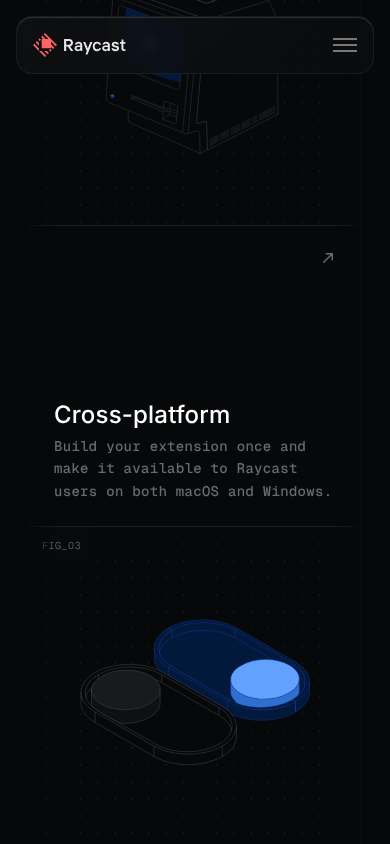 Raycast
Cross-platform
Build your extension once and
make it available to Raycast
users on both macOS and Windows.
FIG_03